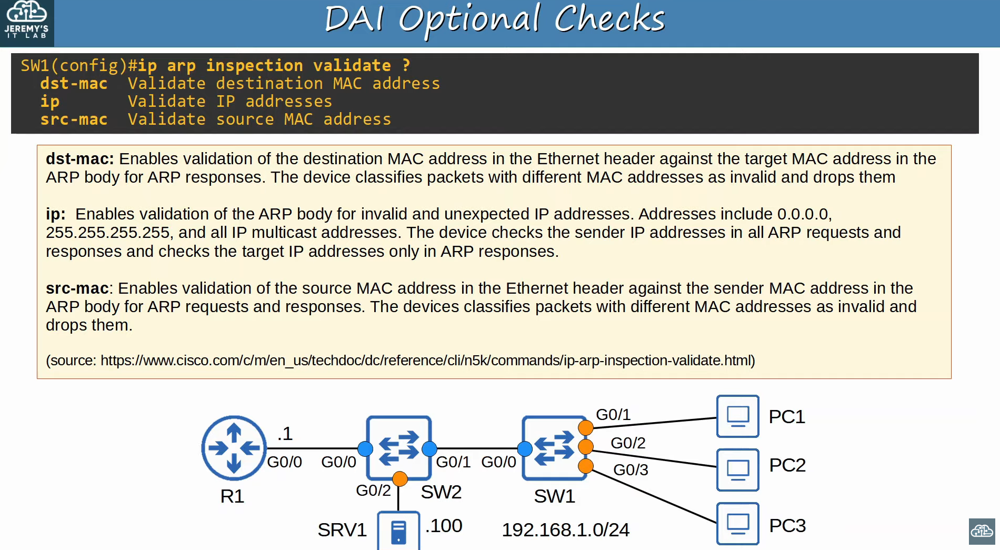 JEREMY'S
IT LAB
DAI Optional Checks
SW1(config)#ip arp inspection validate ?
dst-mac Validate destination MAC address
ip Validate IP addresses
src-mac Validate source MAC address
dst-mac: Enables validation of the destination MAC address in the Ethernet header against the target MAC address in the
ARP body for ARP responses. The device classifies packets with different MAC addresses as invalid and drops them
ip: Enables validation of the ARP body for invalid and unexpected IP addresses. Addresses include 0.0.0.0,
255.255.255.255, and all IP multicast addresses. The device checks the sender IP addresses in all ARP requests and
responses and checks the target IP addresses only in ARP responses.
src-mac: Enables validation of the source MAC address in the Ethernet header against the sender MAC address in the
ARP body for ARP requests and responses. The devices classifies packets with different MAC addresses as invalid and
drops them.
(source: https://www.cisco.com/c/m/en_us/techdoc/dc/reference/cli/n5k/commands/ip-arp-inspection-validate.html)
.1
G0/0
G0/0
G0/1
G0/0
G0/1
G0/2
G0/3
PC1
PC2
PC3
R1
G0/2
SW2
SW1
SRV1
.100
192.168.1.0/24